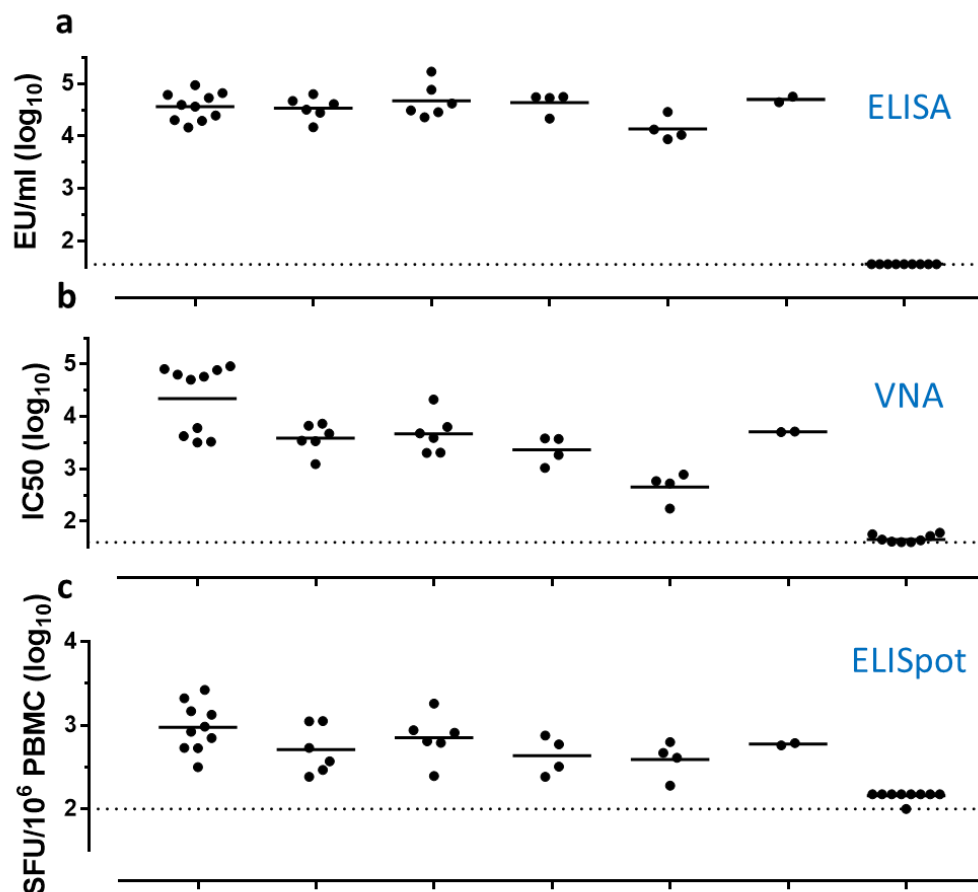 a
EU/ml (log10)
5
4
3
2
ELISA
b
IC50 (log10)
5
4
3
2
VNA
c
SFU/10⁶ PBMC (log10)
4
3
2
ELISpot